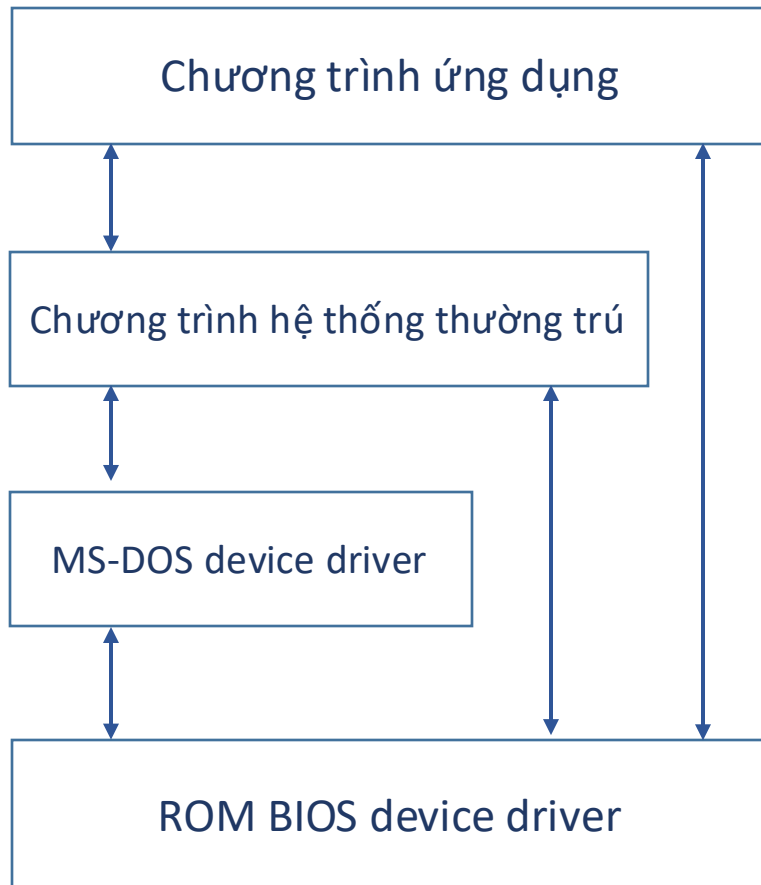 Chương trình ứng dụng
Chương trình hệ thống thường trú
MS-DOS device driver
ROM BIOS device driver